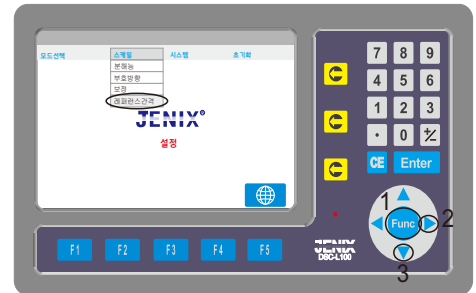 모드선택 스케일 시스템 초기화
분해능
부호방향
보정
레퍼런스간격
JENIX®
설정
7 8 9
4 5 6
1 2 3
· 0 +/-
CE Enter
1
Func 2
3
F1 F2 F3 F4 F5
JENIX
DSC-L100